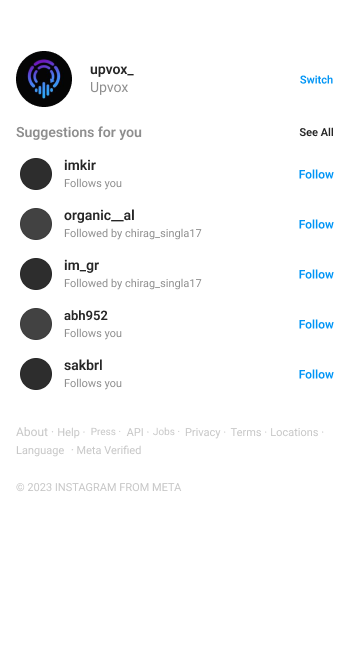 upvox_
Upvox
Switch
Suggestions for you
See All
imkir
Follows you
Follow
organic__al
Followed by chirag_singla17
Follow
im_gr
Followed by chirag_singla17
Follow
abh952
Follows you
Follow
sakbrl
Follows you
Follow
About · Help · Press · API · Jobs · Privacy · Terms · Locations ·
Language · Meta Verified
© 2023 INSTAGRAM FROM META